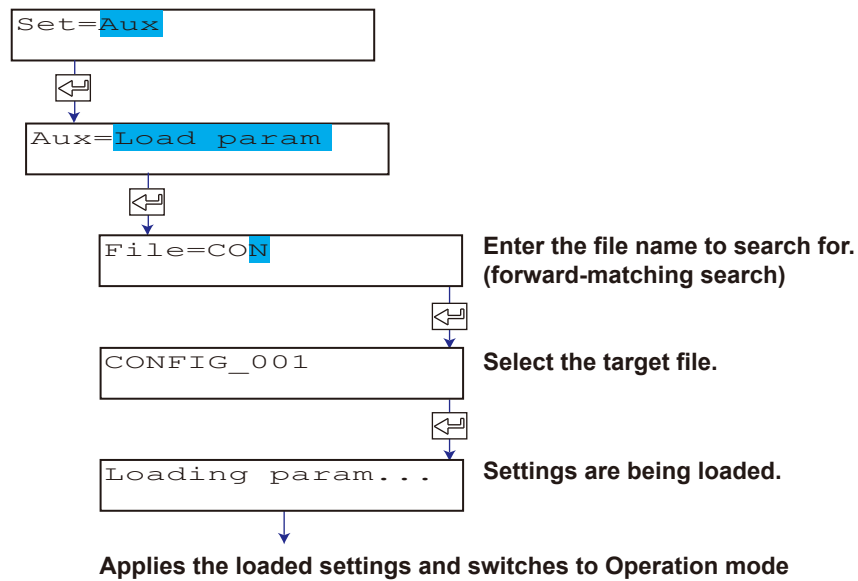 Set=Aux
Aux=Load param
File=CON
Enter the file name to search for.
(forward-matching search)
CONFIG_001
Select the target file.
Loading param...
Settings are being loaded.
Applies the loaded settings and switches to Operation mode